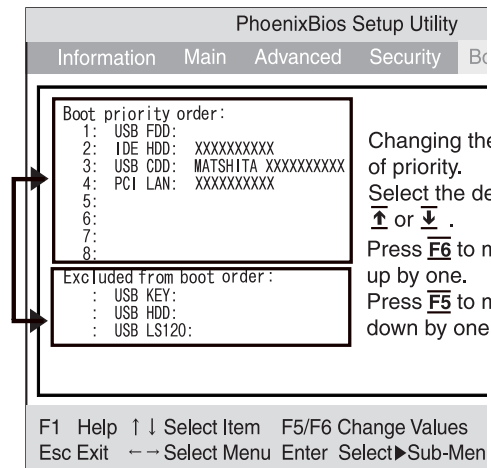 PhoenixBios Setup Utility
Information Main Advanced Security
Boot priority order:
1: USB FDD:
2: IDE HDD: XXXXXXXXXX
3: USB CDD: MATSHITA XXXXXXXXXX
4: PCI LAN: XXXXXXXXXX
5:
6:
7:
8:
Excluded from boot order:
: USB KEY:
: USB HDD:
: USB LS120:
Changing the
of priority.
Select the de
↑ or ↓ .
Press F6 to m
up by one.
Press F5 to m
down by one
F1 Help ↑↓ Select Item F5/F6 Change Values
Esc Exit ←→ Select Menu Enter Select▶Sub-Men